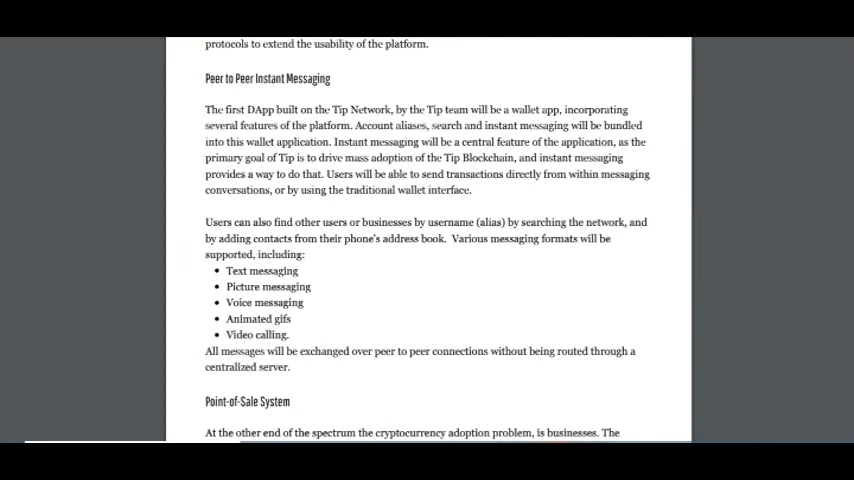 protocols to extend the usability of the platform.
Peer to Peer Instant Messaging
The first DApp built on the Tip Network, by the Tip team will be a wallet app, incorporating
several features of the platform. Account aliases, search and instant messaging will be bundled
into this wallet application. Instant messaging will be a central feature of the application, as the
primary goal of Tip is to drive mass adoption of the Tip Blockchain, and instant messaging
provides a way to do that. Users will be able to send transactions directly from within messaging
conversations, or by using the traditional wallet interface.
Users can also find other users or businesses by username (alias) by searching the network, and
by adding contacts from their phone's address book. Various messaging formats will be
supported, including:
• Text messaging
• Picture messaging
• Voice messaging
• Animated gifs
• Video calling.
All messages will be exchanged over peer to peer connections without being routed through a
centralized server.
Point-of-Sale System
At the other end of the spectrum the cryptocurrency adoption problem, is businesses. The